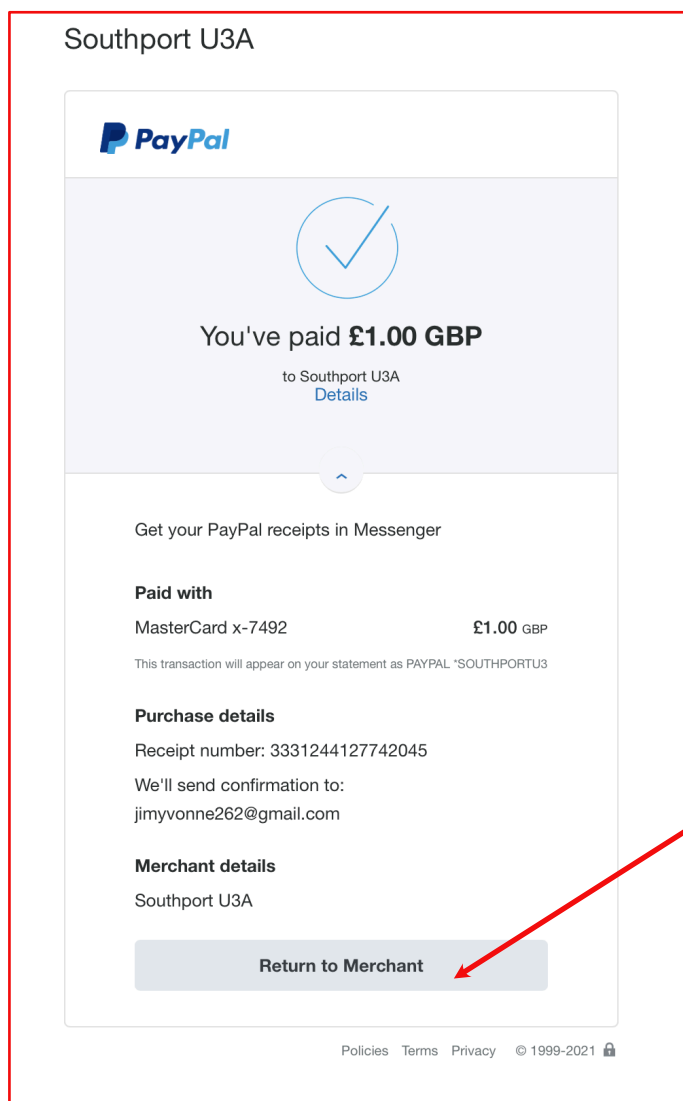 Southport U3A
PayPal
You've paid £1.00 GBP
to Southport U3A
Details
Get your PayPal receipts in Messenger
Paid with
MasterCard x-7492 £1.00 GBP
This transaction will appear on your statement as PAYPAL *SOUTHPORTU3
Purchase details
Receipt number: 3331244127742045
We'll send confirmation to:
jimyvonne262@gmail.com
Merchant details
Southport U3A
Return to Merchant
Policies Terms Privacy © 1999-2021